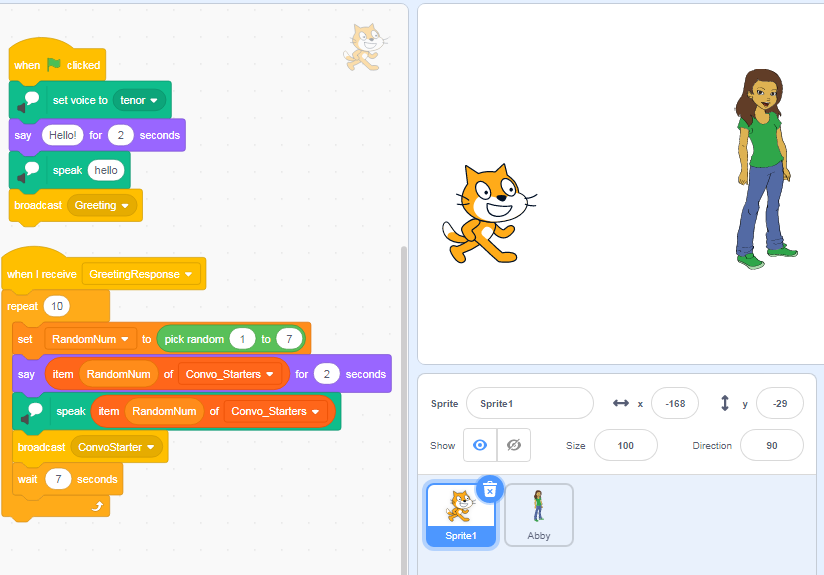 when clicked
set voice to tenor
say Hello! for 2 seconds
speak hello
broadcast Greeting
when I receive GreetingResponse
repeat 10
set RandomNum to pick random 1 to 7
say item RandomNum of Convo_Starters for 2 seconds
speak item RandomNum of Convo_Starters
broadcast ConvoStarter
wait 7 seconds
Sprite Sprite1 x -168 y -29
Show Size 100 Direction 90
Sprite1 Abby